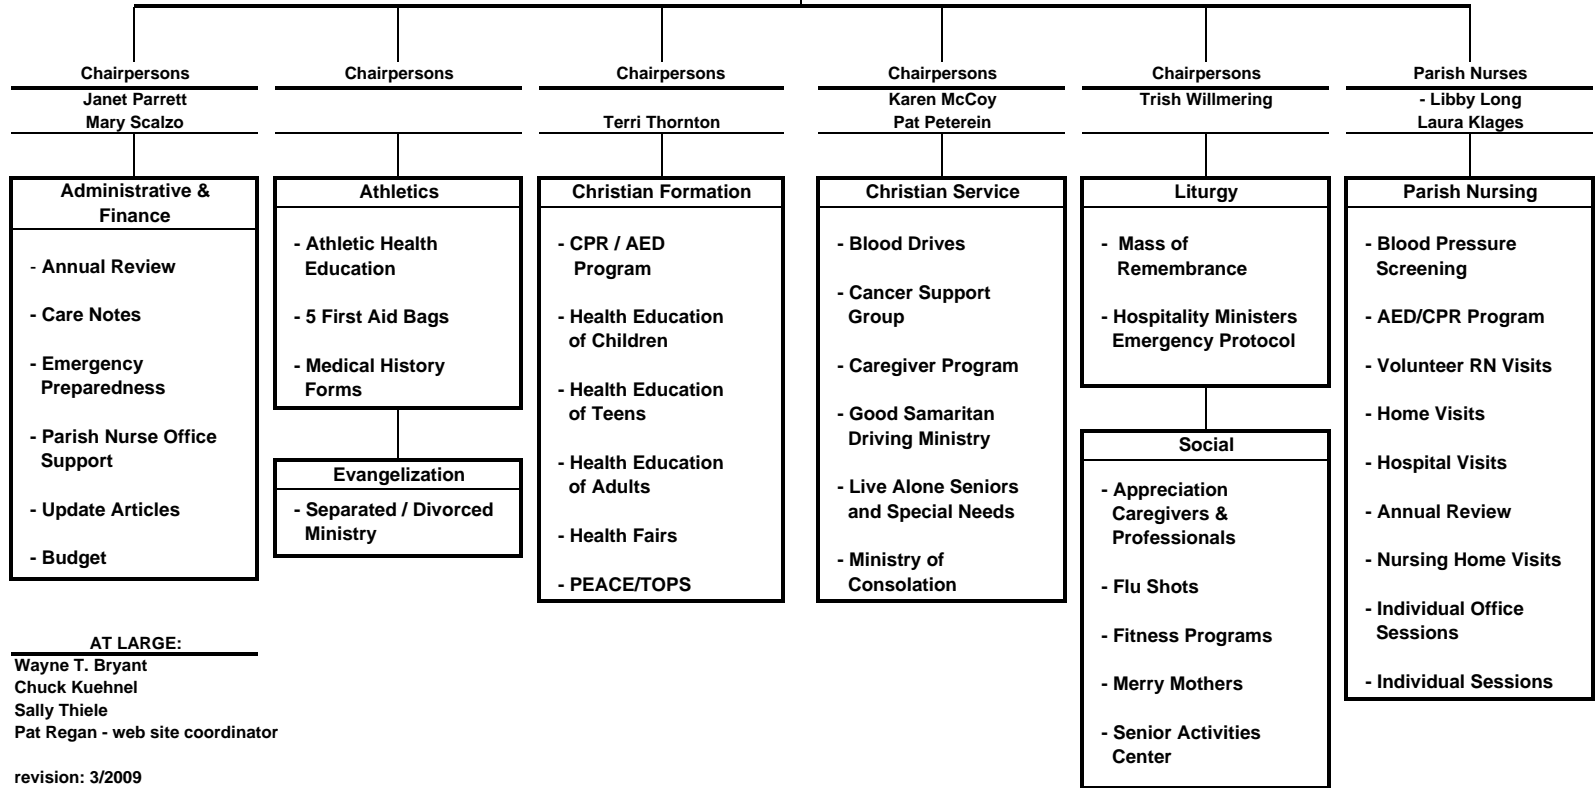 Chairpersons
Janet Parrett
Mary Scalzo
Administrative &
Finance
- Annual Review
- Care Notes
- Emergency
Preparedness
- Parish Nurse Office
Support
- Update Articles
- Budget
Chairpersons
Athletics
- Athletic Health
Education
- 5 First Aid Bags
- Medical History
Forms
Evangelization
- Separated / Divorced
Ministry
Chairpersons
Terri Thornton
Christian Formation
- CPR / AED
Program
- Health Education
of Children
- Health Education
of Teens
- Health Education
of Adults
- Health Fairs
- PEACE/TOPS
Chairpersons
Karen McCoy
Pat Peterein
Christian Service
- Blood Drives
- Cancer Support
Group
- Caregiver Program
- Good Samaritan
Driving Ministry
- Live Alone Seniors
and Special Needs
- Ministry of
Consolation
Chairpersons
Trish Willmering
Liturgy
- Mass of
Remembrance
- Hospitality Ministers
Emergency Protocol
Social
- Appreciation
Caregivers &
Professionals
- Flu Shots
- Fitness Programs
- Merry Mothers
- Senior Activities
Center
Parish Nurses
- Libby Long
Laura Klages
Parish Nursing
- Blood Pressure
Screening
- AED/CPR Program
- Volunteer RN Visits
- Home Visits
- Hospital Visits
- Annual Review
- Nursing Home Visits
- Individual Office
Sessions
- Individual Sessions
AT LARGE:
Wayne T. Bryant
Chuck Kuehnel
Sally Thiele
Pat Regan - web site coordinator
revision: 3/2009